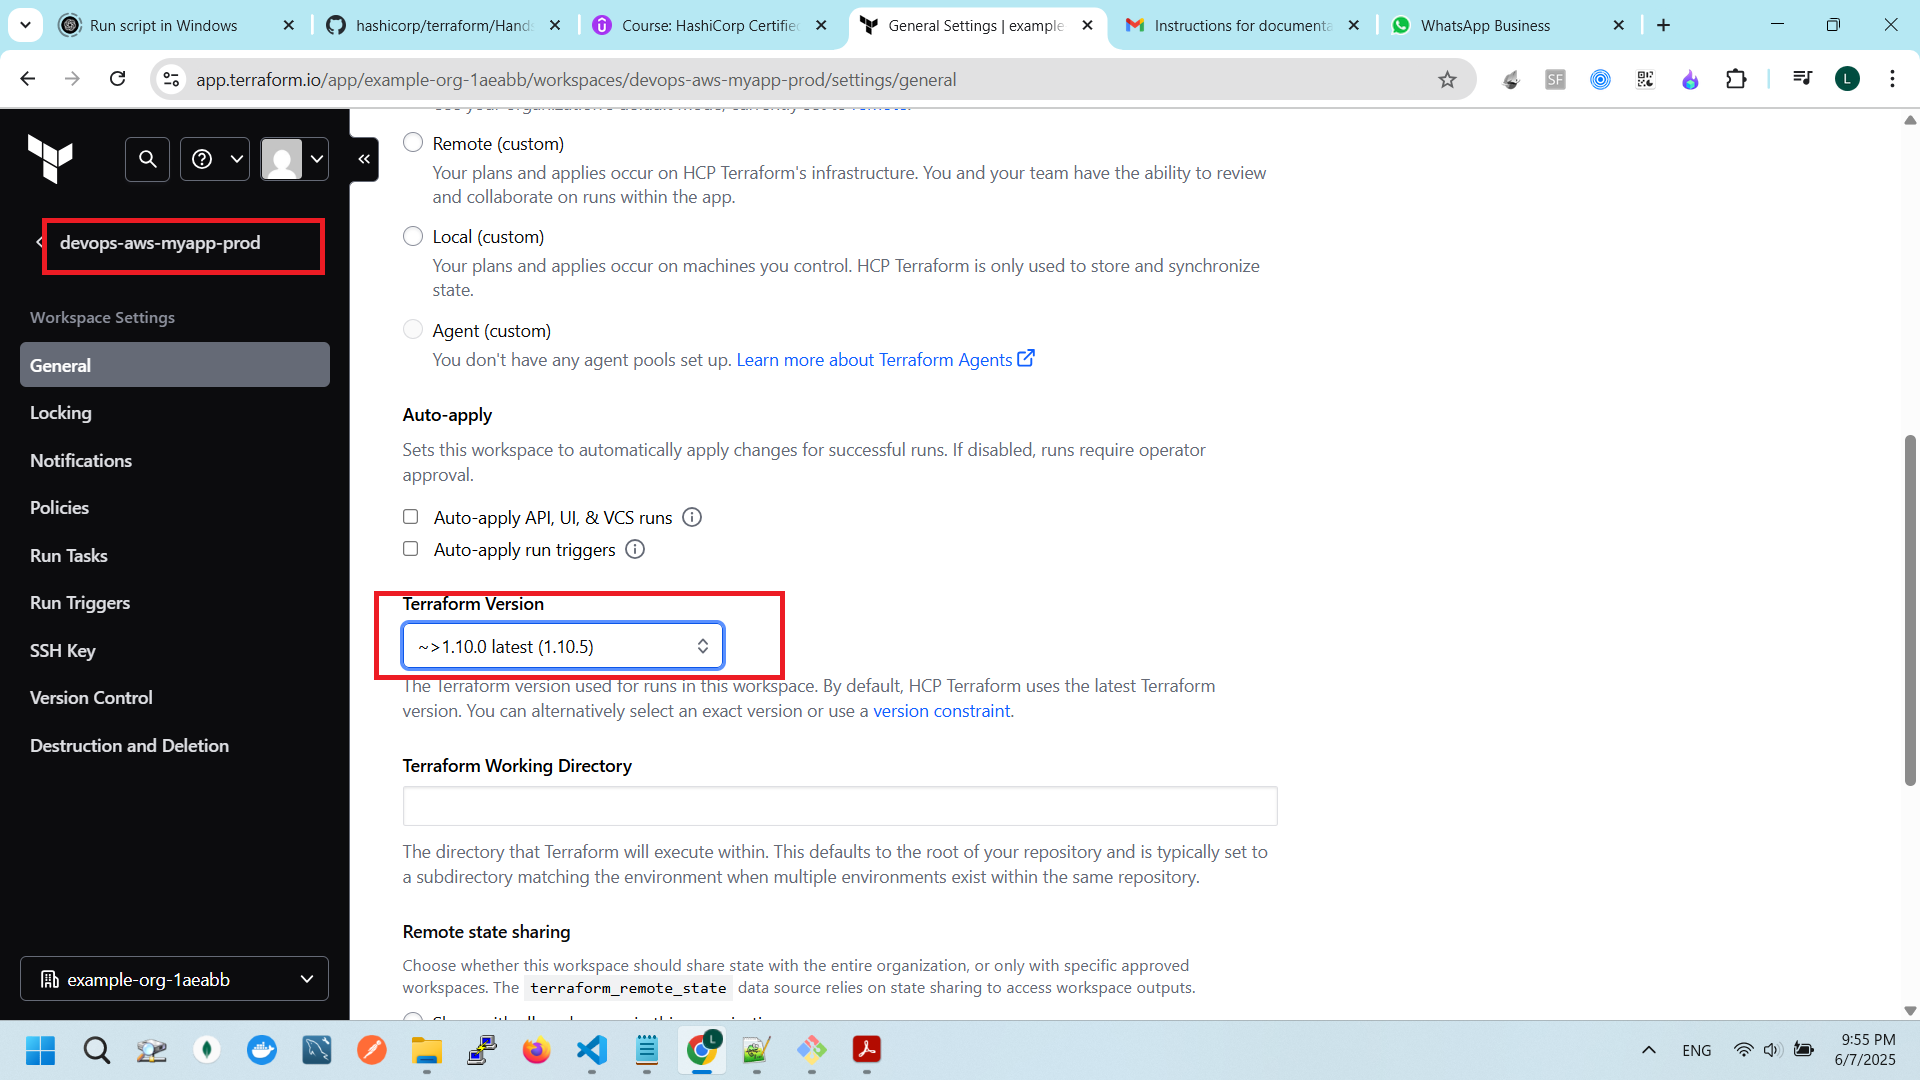 Run script in Windows
hashicorp/terraform/Hand
Course: HashiCorp Certifie
General Settings | example
Instructions for documenta
WhatsApp Business
app.terraform.io/app/example-org-1aeabb/workspaces/devops-aws-myapp-prod/settings/general
SF
L
devops-aws-myapp-prod
Workspace Settings
General
Locking
Notifications
Policies
Run Tasks
Run Triggers
SSH Key
Version Control
Destruction and Deletion
example-org-1aeabb
Remote (custom)
Your plans and applies occur on HCP Terraform's infrastructure. You and your team have the ability to review
and collaborate on runs within the app.
Local (custom)
Your plans and applies occur on machines you control. HCP Terraform is only used to store and synchronize
state.
Agent (custom)
You don't have any agent pools set up. Learn more about Terraform Agents
Auto-apply
Sets this workspace to automatically apply changes for successful runs. If disabled, runs require operator
approval.
Auto-apply API, UI, & VCS runs
Auto-apply run triggers
Terraform Version
~>1.10.0 latest (1.10.5)
The Terraform version used for runs in this workspace. By default, HCP Terraform uses the latest Terraform
version. You can alternatively select an exact version or use a version constraint.
Terraform Working Directory
The directory that Terraform will execute within. This defaults to the root of your repository and is typically set to
a subdirectory matching the environment when multiple environments exist within the same repository.
Remote state sharing
Choose whether this workspace should share state with the entire organization, or only with specific approved
workspaces. The terraform_remote_state data source relies on state sharing to access workspace outputs.
L
ENG
9:55 PM
6/7/2025